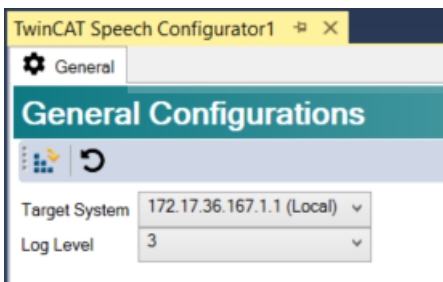 TwinCAT Speech Configurator1
General
General Configurations
Target System 172.17.36.167.1.1 (Local)
Log Level 3